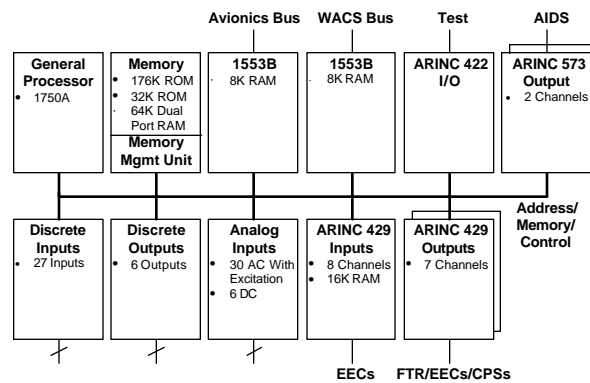 Avionics Bus
WACS Bus
Test
AIDS
General
Processor
• 1750A
Memory
• 176K ROM
• 32K ROM
· 64K Dual
Port RAM
Memory
Mgmt Unit
1553B
· 8K RAM
1553B
· 8K RAM
ARINC 422
I/O
ARINC 573
Output
• 2 Channels
Address/
Memory/
Control
Discrete
Inputs
• 27 Inputs
Discrete
Outputs
• 6 Outputs
Analog
Inputs
• 30 AC With
Excitation
• 6 DC
ARINC 429
Inputs
• 8 Channels
• 16K RAM
ARINC 429
Outputs
• 7 Channels
EECs
FTR/EECs/CPSs